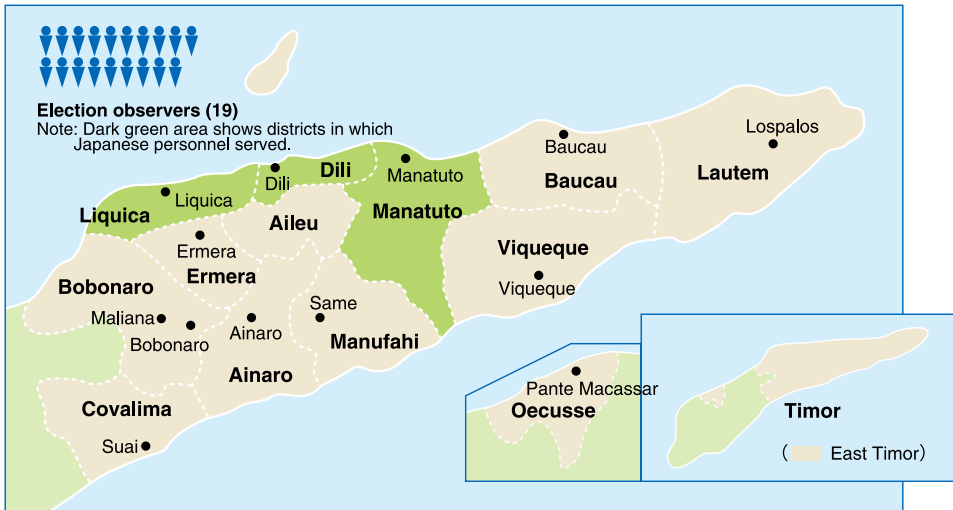 Election observers (19)
Note: Dark green area shows districts in which
Japanese personnel served.
Lospalos
Baucau
Lautem
Baucau
Manatuto
Dili
Dili
Manatuto
Liquica
Liquica
Aileu
Ermera
Ermera
Viqueque
Viqueque
Bobonaro
Maliana
Bobonaro
Same
Ainaro
Manufahi
Ainaro
Covalima
Suai
Pante Macassar
Oecusse
Timor
( East Timor)